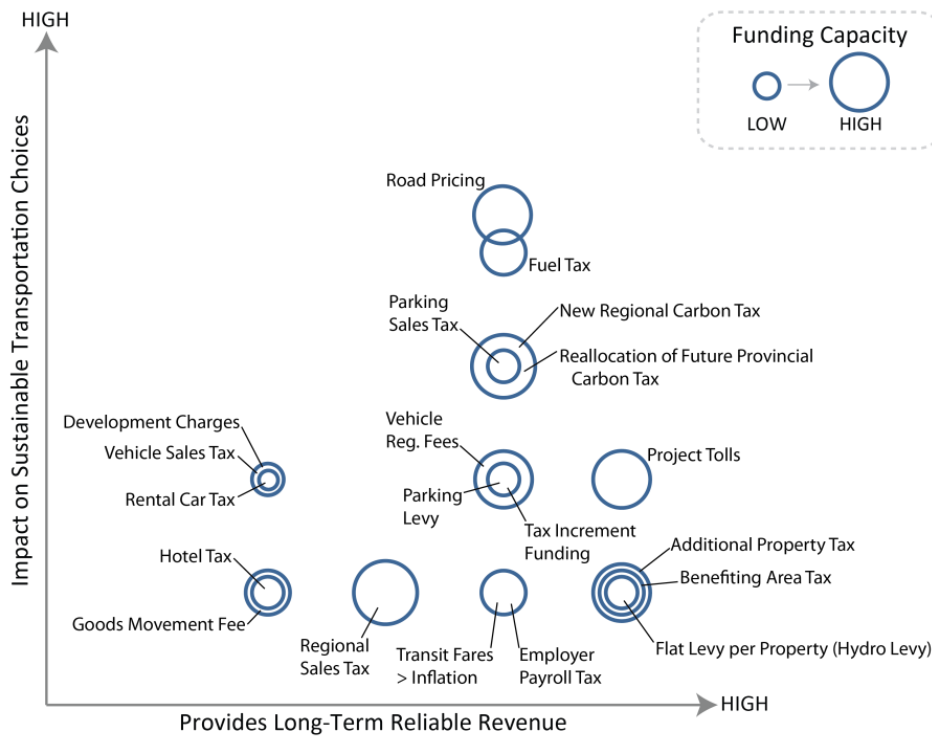 HIGH
Funding Capacity
LOW
HIGH
Road Pricing
Fuel Tax
Parking
Sales Tax
New Regional Carbon Tax
Reallocation of Future Provincial
Carbon Tax
Impact on Sustainable Transportation Choices
Development Charges
Vehicle Sales Tax
Rental Car Tax
Vehicle
Reg. Fees
Parking
Levy
Tax Increment
Funding
Project Tolls
Hotel Tax
Goods Movement Fee
Regional
Sales Tax
Transit Fares
> Inflation
Employer
Payroll Tax
Additional Property Tax
Benefiting Area Tax
Flat Levy per Property (Hydro Levy)
Provides Long-Term Reliable Revenue
HIGH